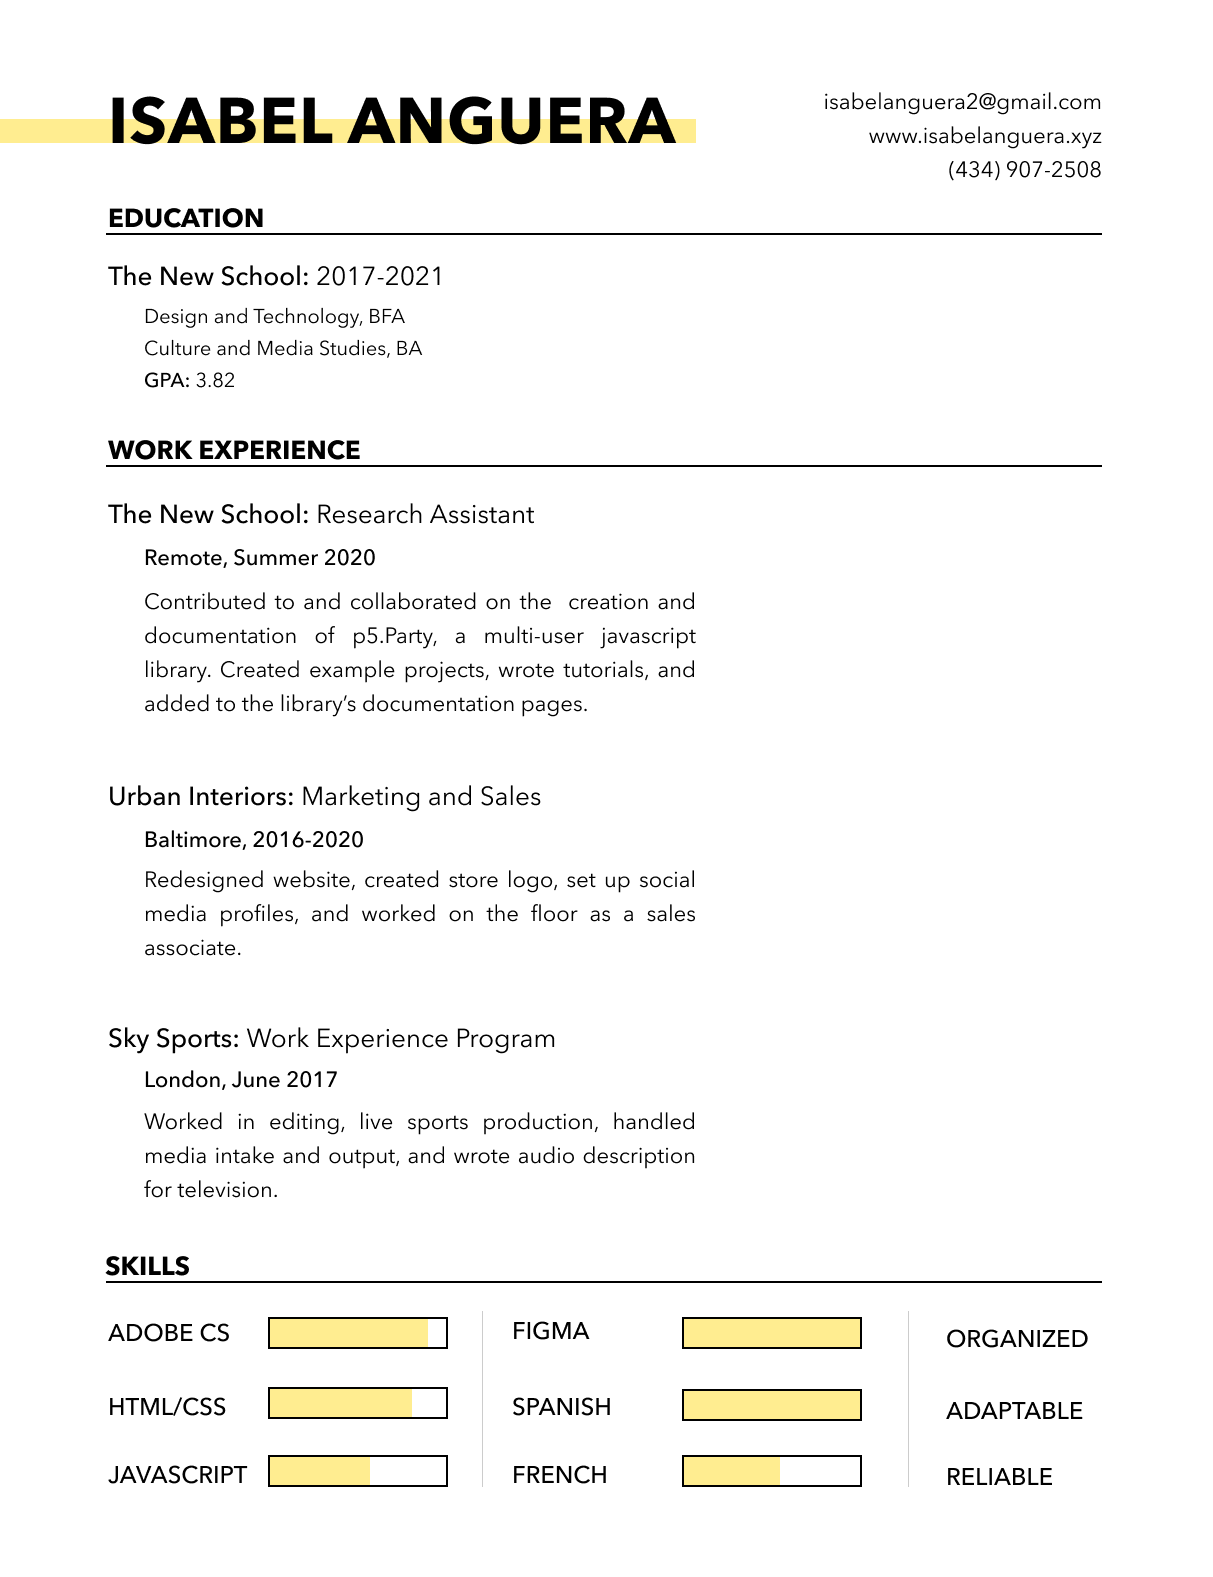 ISABEL ANGUERA
isabelanguera2@gmail.com
www.isabelanguera.xyz
(434) 907-2508
EDUCATION
The New School: 2017-2021
Design and Technology, BFA
Culture and Media Studies, BA
GPA: 3.82
WORK EXPERIENCE
The New School: Research Assistant
Remote, Summer 2020
Contributed to and collaborated on the creation and
documentation of p5.Party, a multi-user javascript
library. Created example projects, wrote tutorials, and
added to the library’s documentation pages.
Urban Interiors: Marketing and Sales
Baltimore, 2016-2020
Redesigned website, created store logo, set up social
media profiles, and worked on the floor as a sales
associate.
Sky Sports: Work Experience Program
London, June 2017
Worked in editing, live sports production, handled
media intake and output, and wrote audio description
for television.
SKILLS
ADOBE CS
HTML/CSS
JAVASCRIPT
FIGMA
SPANISH
FRENCH
ORGANIZED
ADAPTABLE
RELIABLE